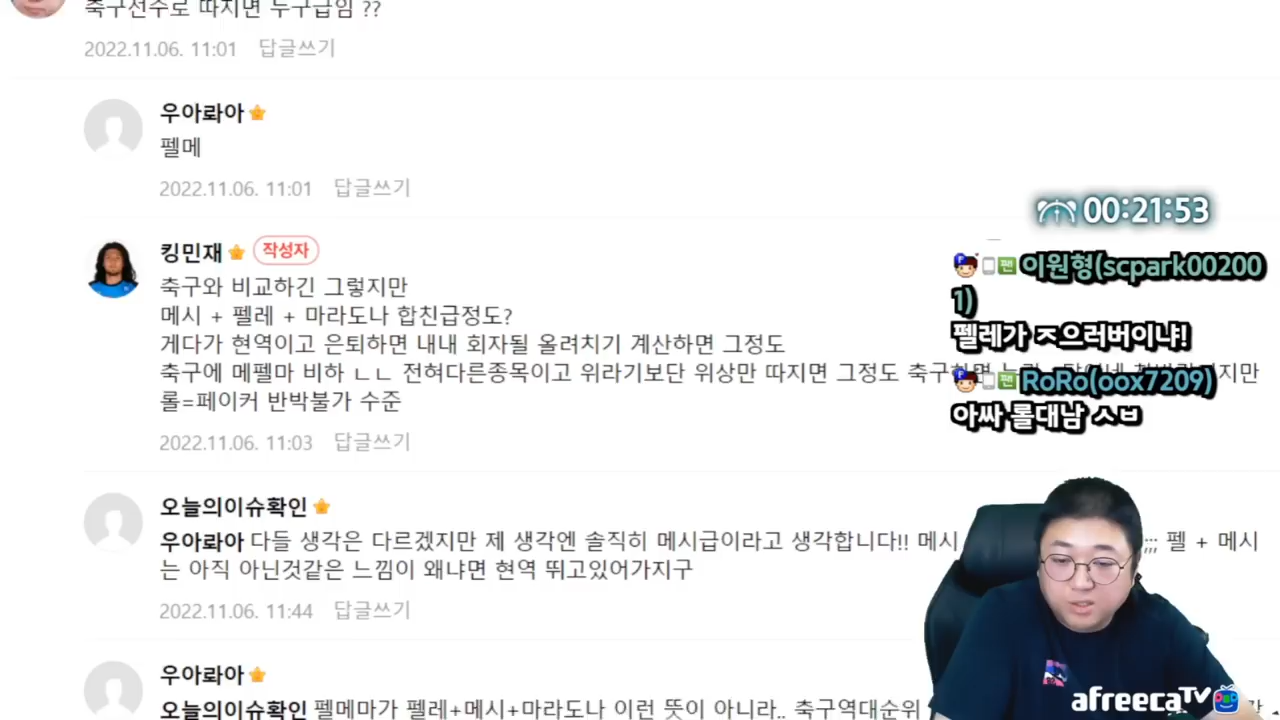 축구선수로 따지면 누구급임 ??
2022.11.06. 11:01 답글쓰기
우아롸아
펠메
2022.11.06. 11:01 답글쓰기
킹민재 작성자
축구와 비교하긴 그렇지만
메시 + 펠레 + 마라도나 합친급정도?
게다가 현역이고 은퇴하면 내내 회자될 올려치기 계산하면 그정도
축구에 메펠마 비하 ㄴㄴ 전혀다른종목이고 위라기보단 위상만 따지면 그정도
롤=페이커 반박불가 수준
2022.11.06. 11:03 답글쓰기
오늘의이슈확인
우아롸아 다들 생각은 다르겠지만 제 생각엔 솔직히 메시급이라고 생각합니다!! 메시 ;;; 펠 + 메시
는 아직 아닌것같은 느낌이 왜냐면 현역 뛰고있어가지구
2022.11.06. 11:44 답글쓰기
우아롸아
오늘의이슈확인 펠메마가 펠레+메시+마라도나 이런 뜻이 아니라.. 축구역대순위
00:21:53
팬 이원형(scpark00200
1)
펠레가 ㅈ으러버이냐!
팬 RoRo(oox7209)
아싸 롤대남 ㅅㅂ
afreecaTV